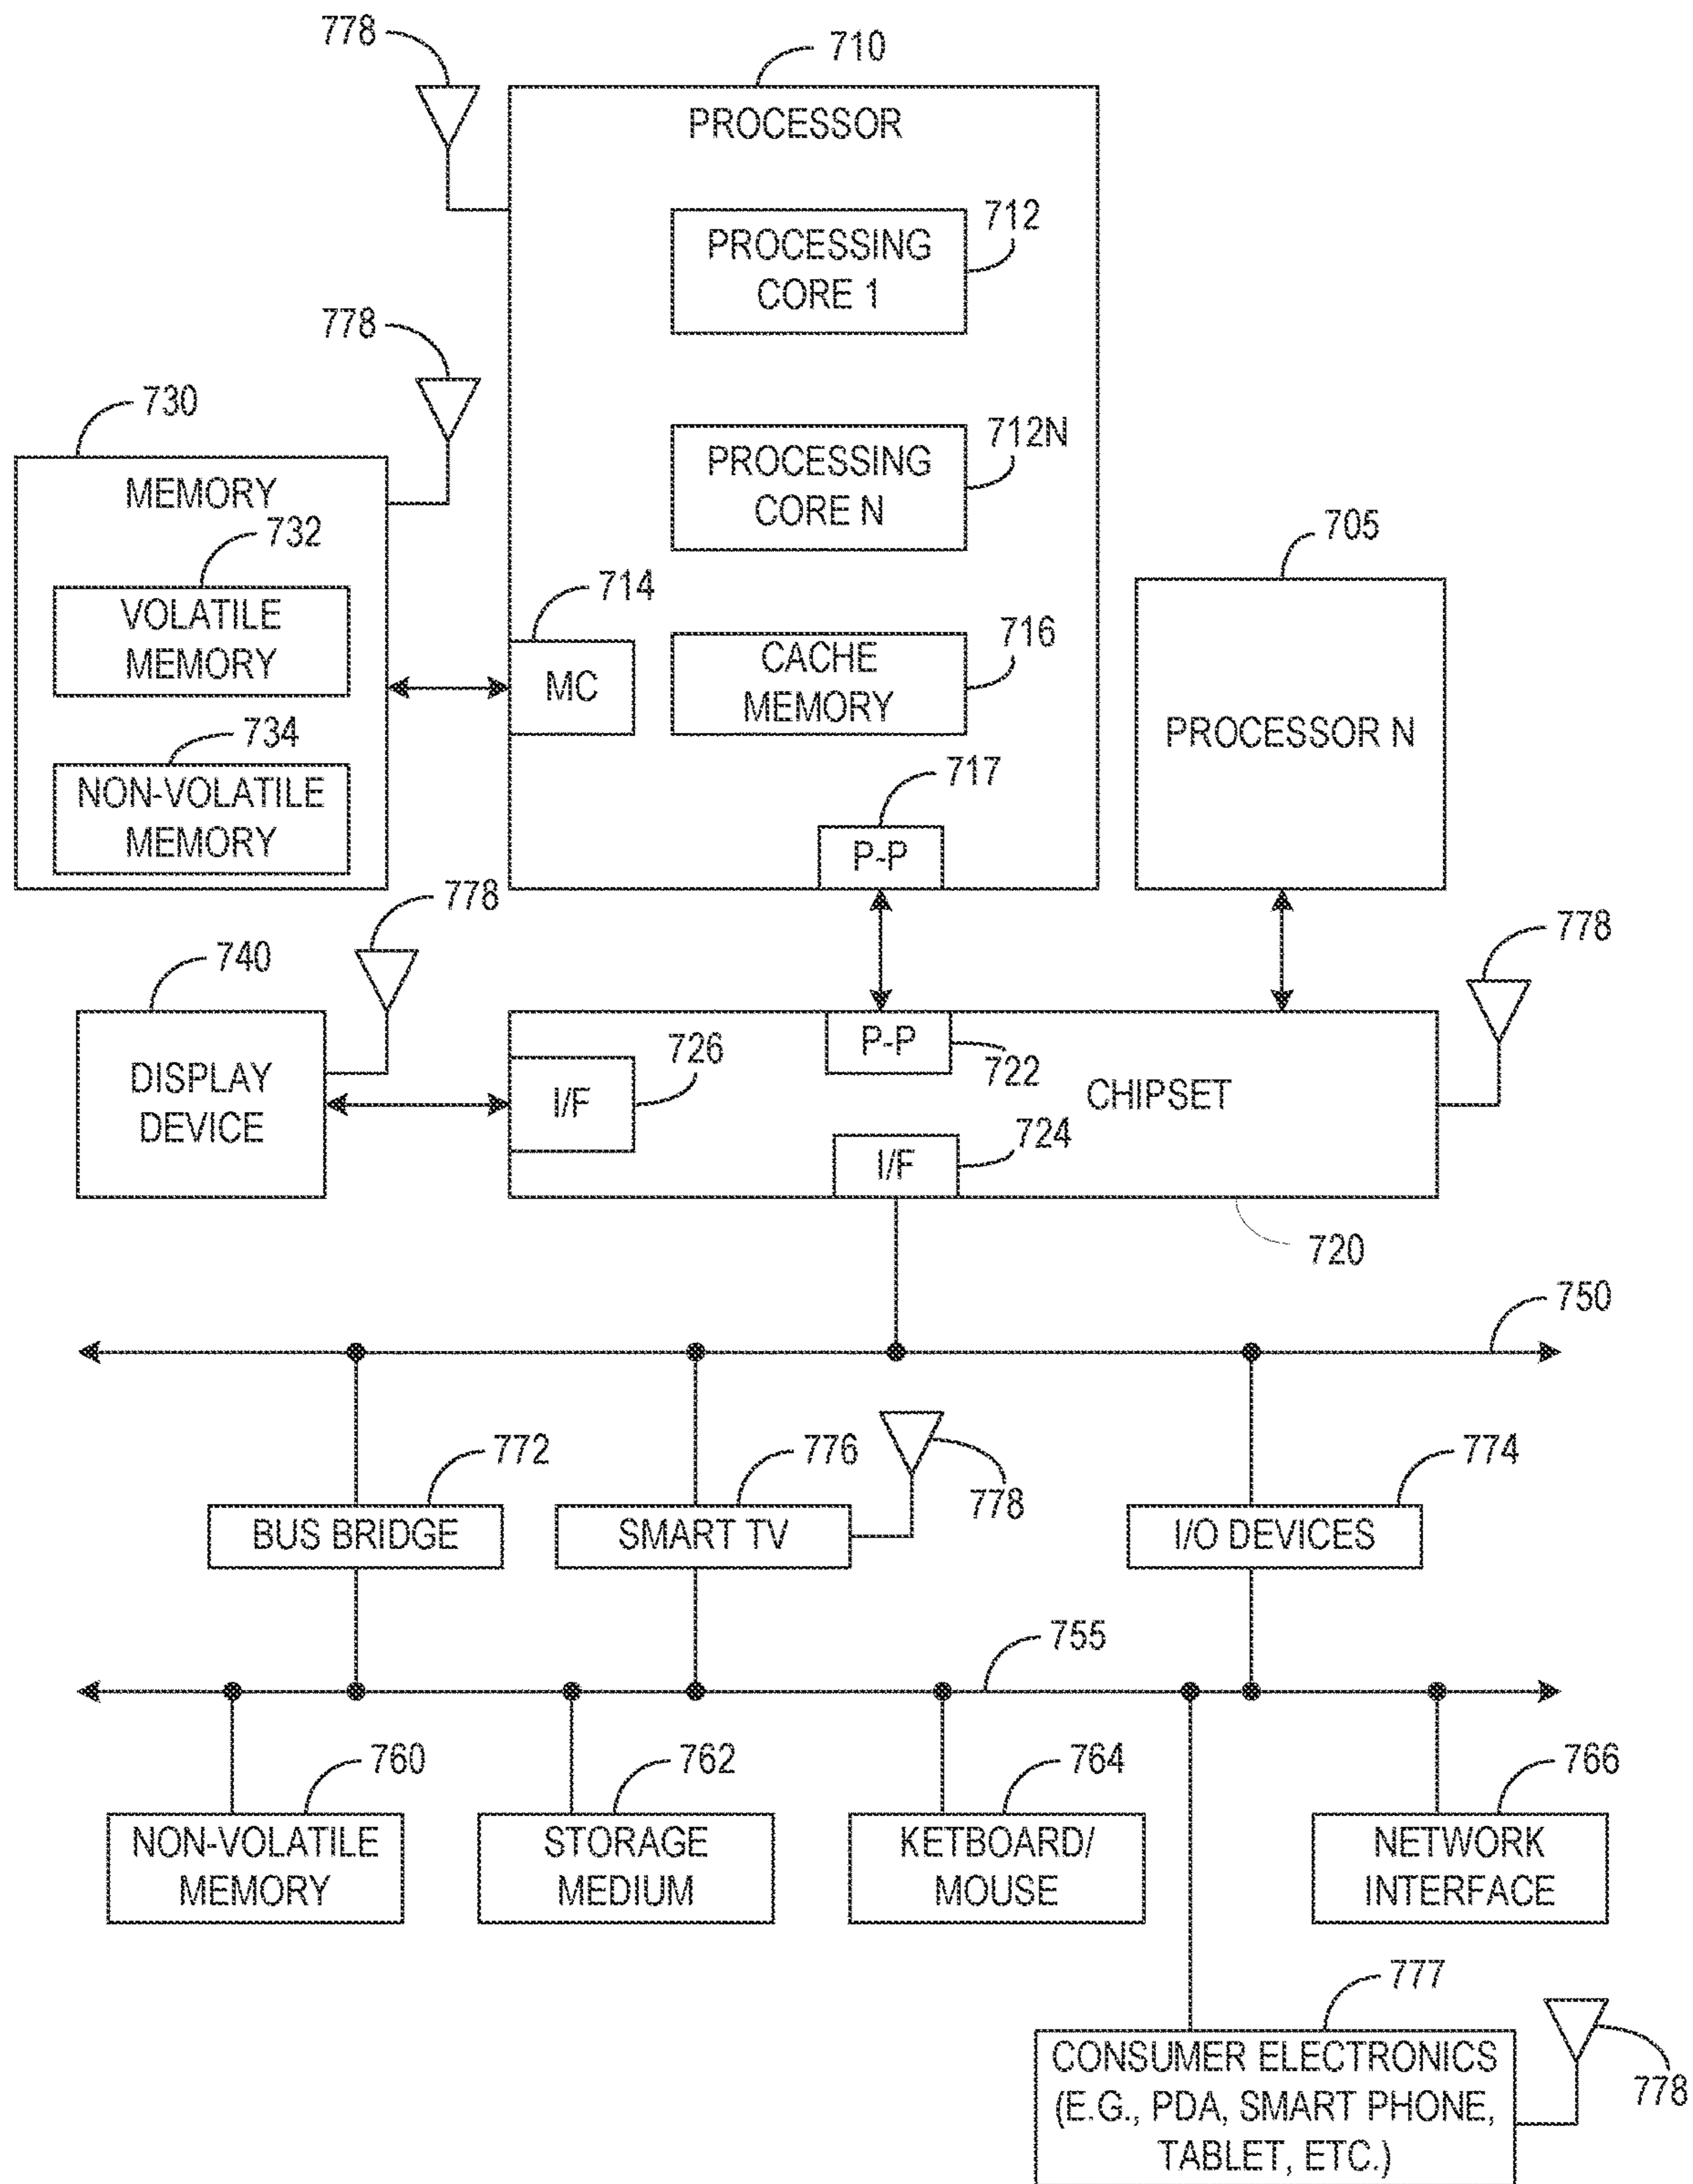 778
710
PROCESSOR
712
PROCESSING
CORE 1
778
730
712N
PROCESSING
CORE N
MEMORY
732
705
VOLATILE
MEMORY
714
MC
716
CACHE
MEMORY
PROCESSOR N
734
NON-VOLATILE
MEMORY
717
P-P
778
740
778
DISPLAY
DEVICE
726
I/F
P-P
722
CHIPSET
724
I/F
720
750
772
776
778
774
BUS BRIDGE
SMART TV
I/O DEVICES
755
760
762
764
766
NON-VOLATILE
MEMORY
STORAGE
MEDIUM
KETBOARD/
MOUSE
NETWORK
INTERFACE
777
CONSUMER ELECTRONICS
(E.G., PDA, SMART PHONE,
TABLET, ETC.)
778